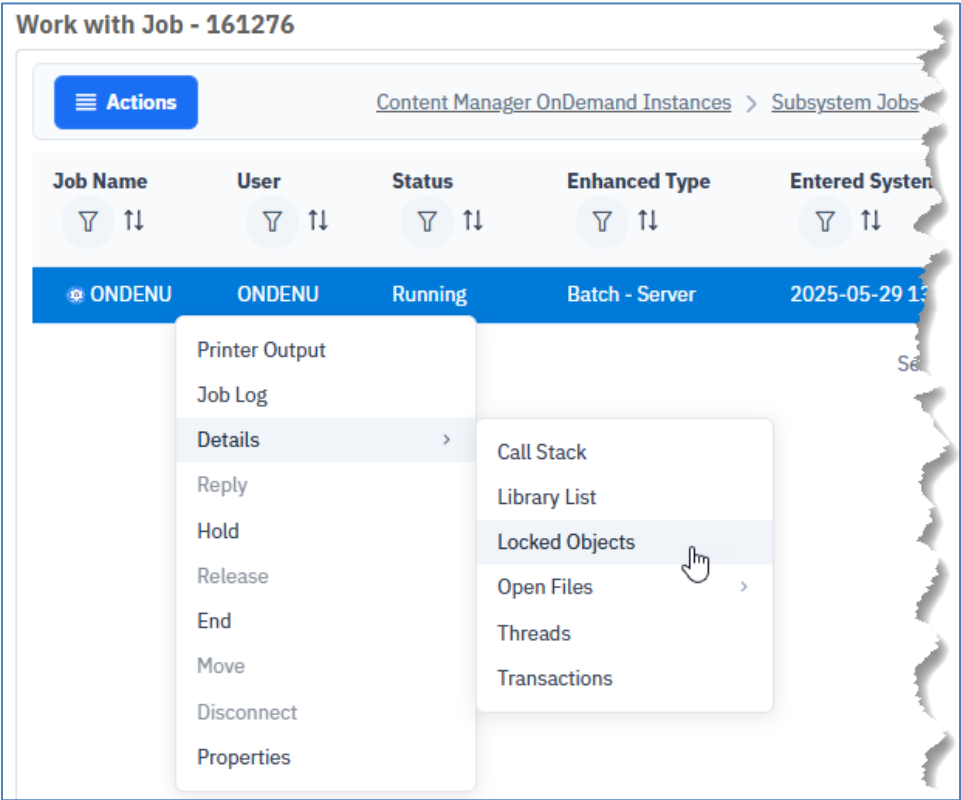 Work with Job - 161276
Actions
Content Manager OnDemand Instances > Subsystem Jobs
Job Name User Status Enhanced Type Entered System
ONDENU ONDENU Running Batch - Server 2025-05-29 13
Printer Output
Job Log
Details
Reply
Hold
Release
End
Move
Disconnect
Properties
Call Stack
Library List
Locked Objects
Open Files
Threads
Transactions